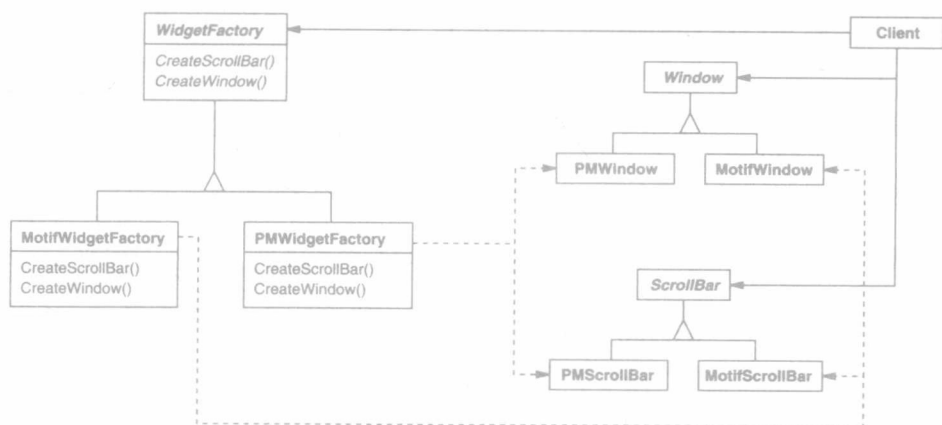 WidgetFactory
CreateScrollBar()
CreateWindow()
Client
Window
PMWindow
MotifWindow
MotifWidgetFactory
CreateScrollBar()
CreateWindow()
PMWidgetFactory
CreateScrollBar()
CreateWindow()
ScrollBar
PMScrollBar
MotifScrollBar